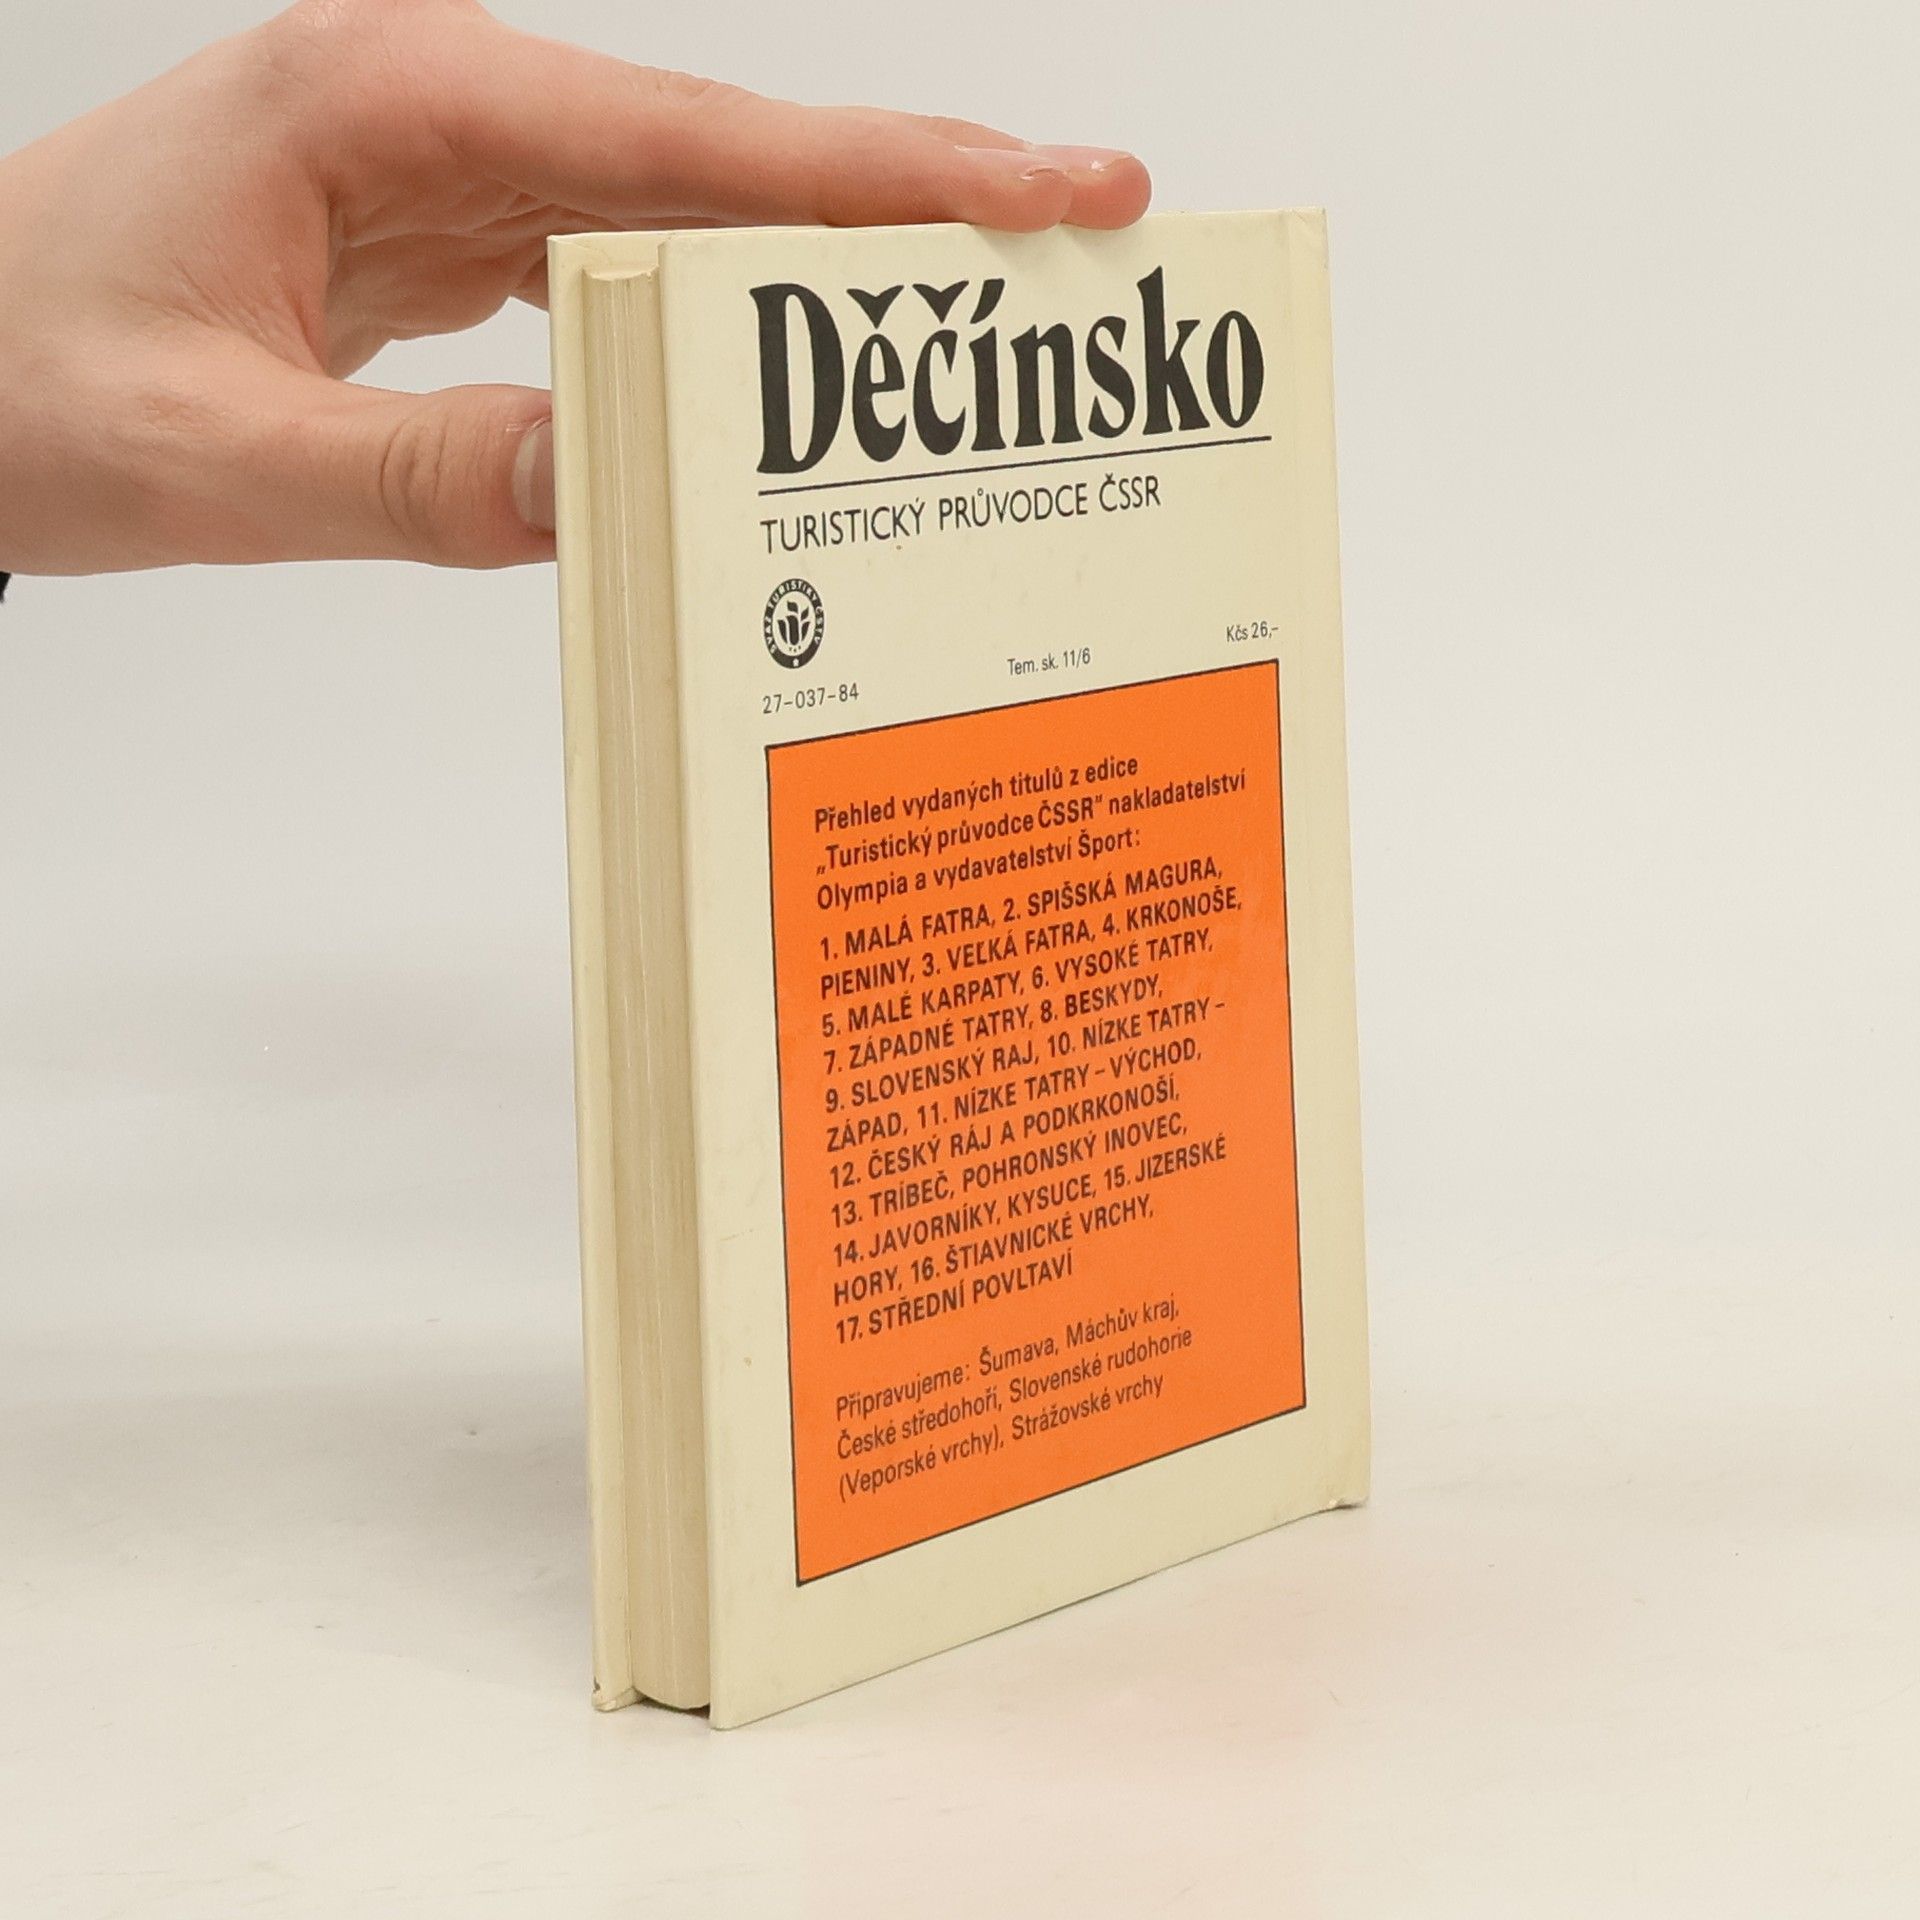 Děčínsko
TURISTICKÝ PRŮVODCE ČSSR
SVAZ TURISTIKY ČSTV
Kčs 26,–
Tem. sk. 11/6
27–037–84
Přehled vydaných titulů z edice
„Turistický průvodce ČSSR" nakladatelství
Olympia a vydavatelství Šport:
1. MALÁ FATRA, 2. SPIŠSKÁ MAGURA,
PIENINY, 3. VEĽKÁ FATRA, 4. KRKONOŠE,
5. MALÉ KARPATY, 6. VYSOKÉ TATRY,
7. ZÁPADNÉ TATRY, 8. BESKYDY,
9. SLOVENSKÝ RAJ, 10. NÍZKE TATRY –
ZÁPAD, 11. NÍZKE TATRY – VÝCHOD,
12. ČESKÝ RÁJ A PODKRKONOŠÍ,
13. TRÍBEČ, POHRONSKÝ INOVEC,
14. JAVORNÍKY, KYSUCE, 15. JIZERSKÉ
HORY, 16. ŠTIAVNICKÉ VRCHY,
17. STŘEDNÍ POVLTAVÍ
Připravujeme: Šumava, Máchův kraj,
České středohoří, Slovenské rudohorie
(Veporské vrchy), Strážovské vrchy